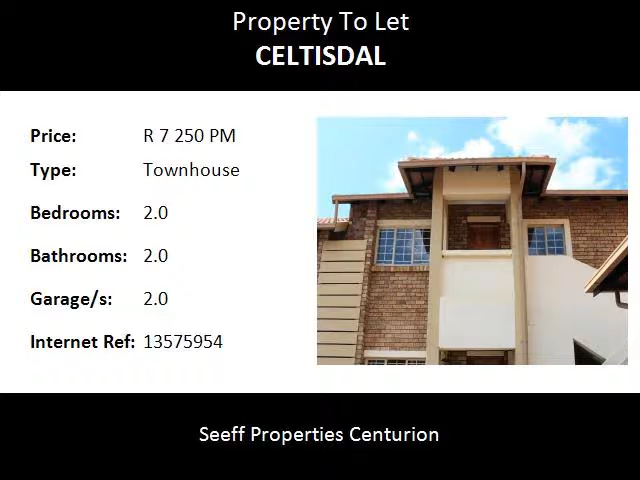 Property To Let
CELTISDAL
Price: R 7 250 PM
Type: Townhouse
Bedrooms: 2.0
Bathrooms: 2.0
Garage/s: 2.0
Internet Ref: 13575954
Seeff Properties Centurion